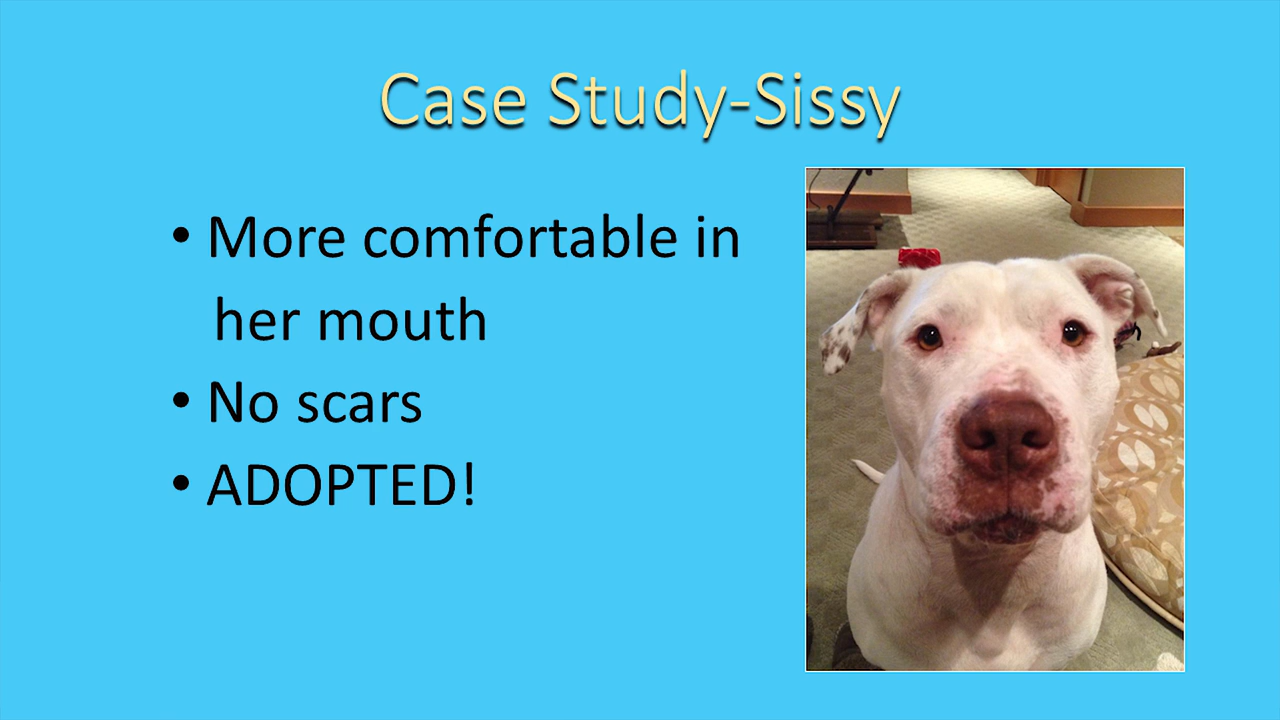 Case Study-Sissy
• More comfortable in
her mouth
• No scars
• ADOPTED!